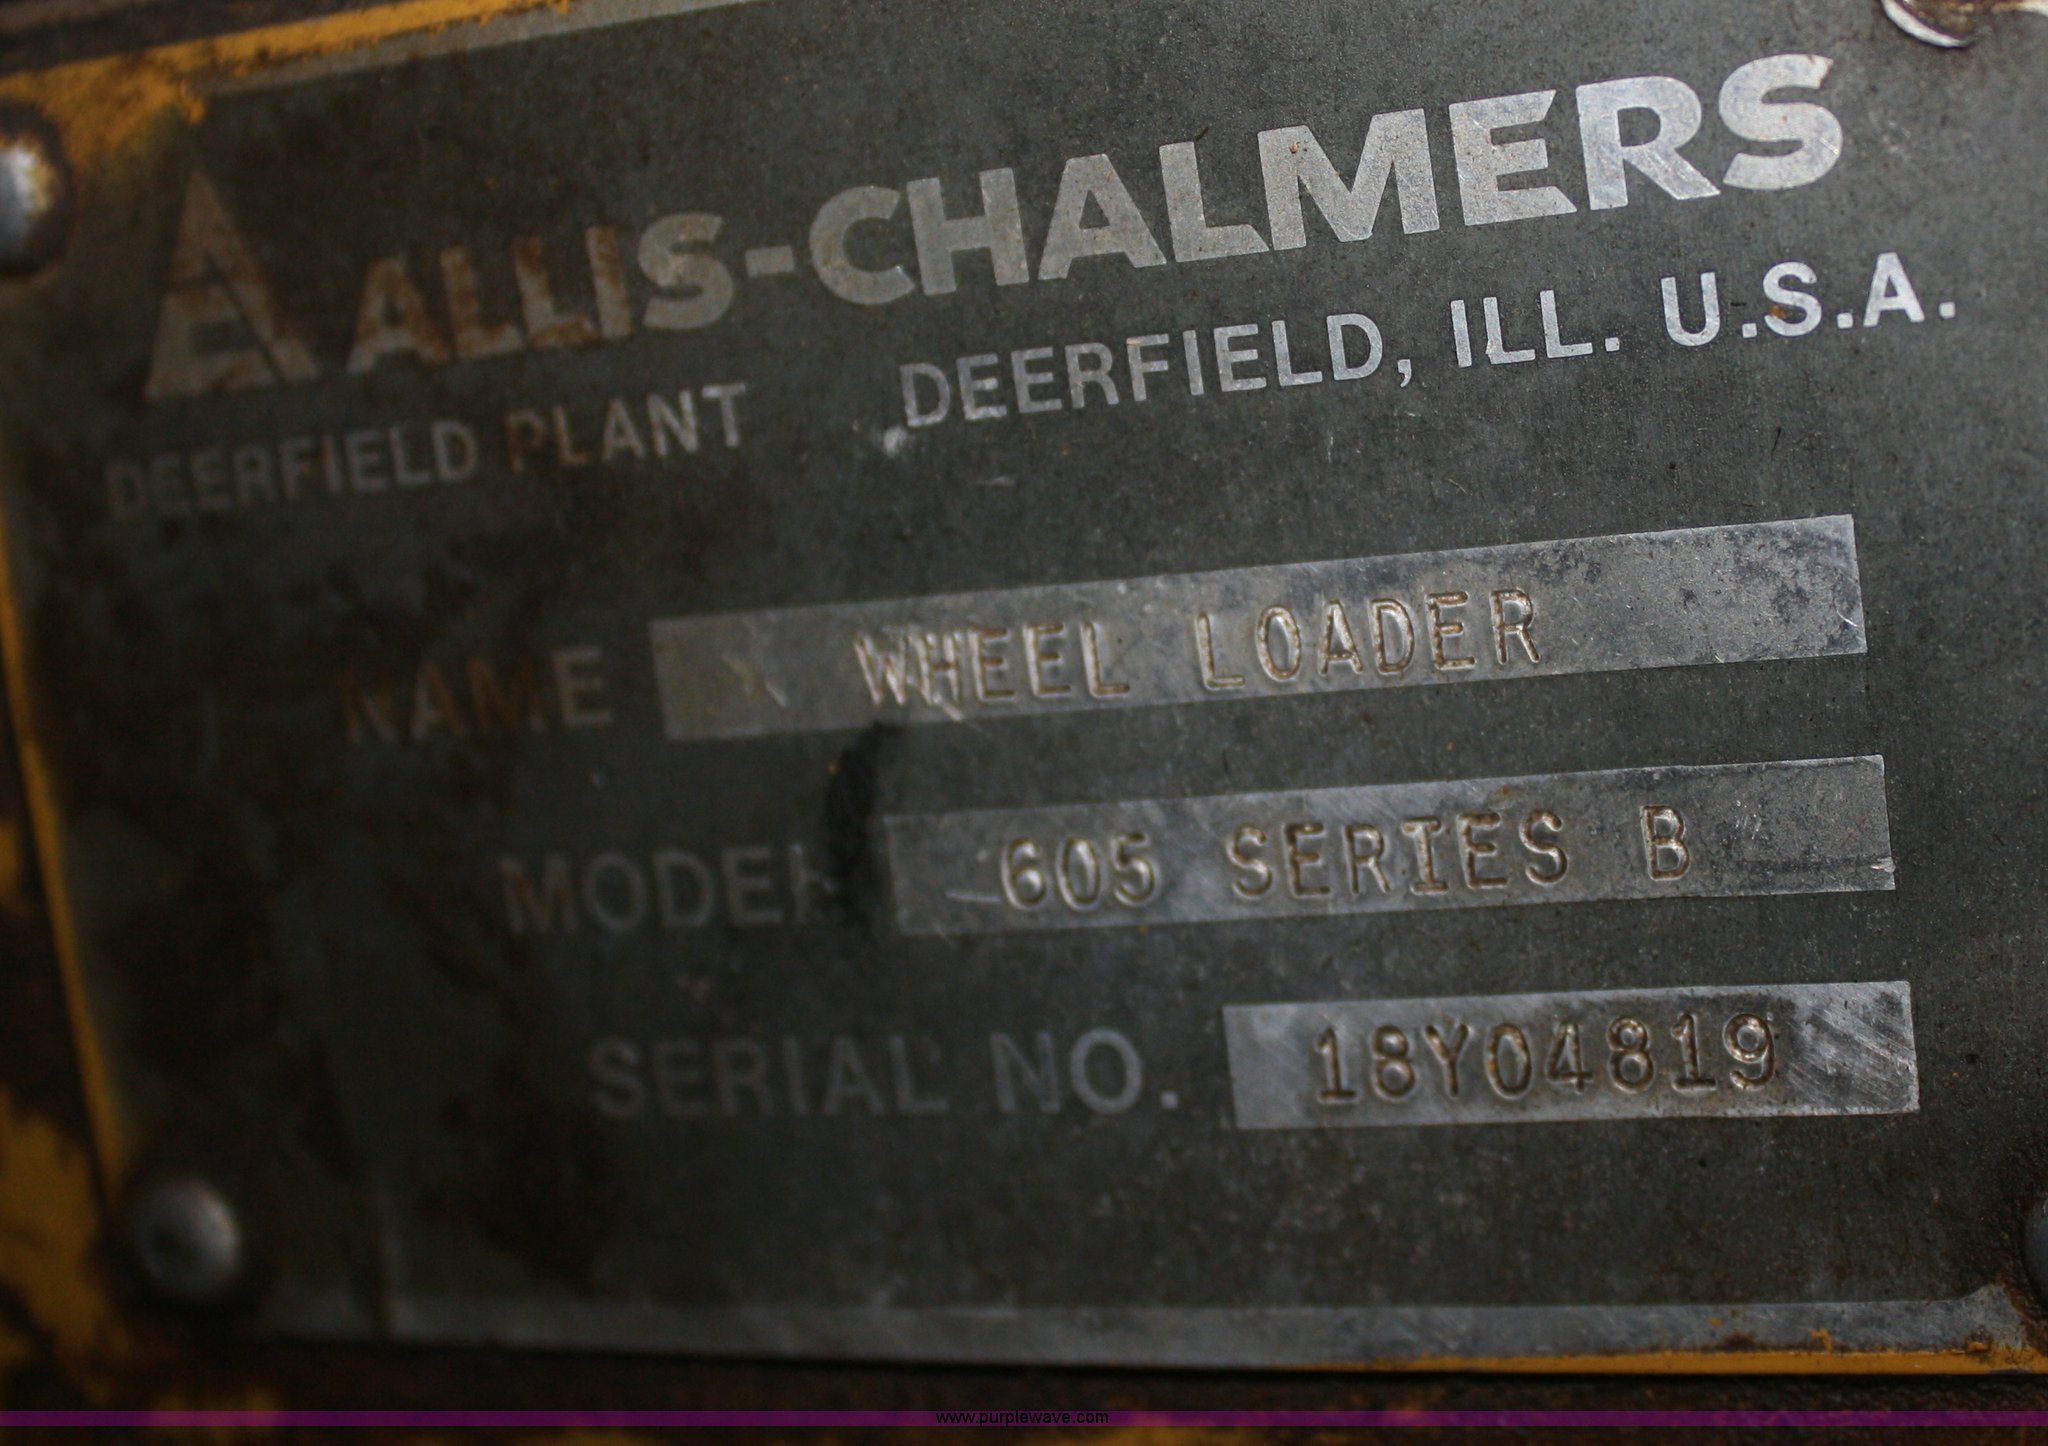 ALLIS-CHALMERS
DEERFIELD PLANT DEERFIELD, ILL. U.S.A.
NAME WHEEL LOADER
MODEL 605 SERIES B
SERIAL NO. 18Y04819
www.purplewave.com